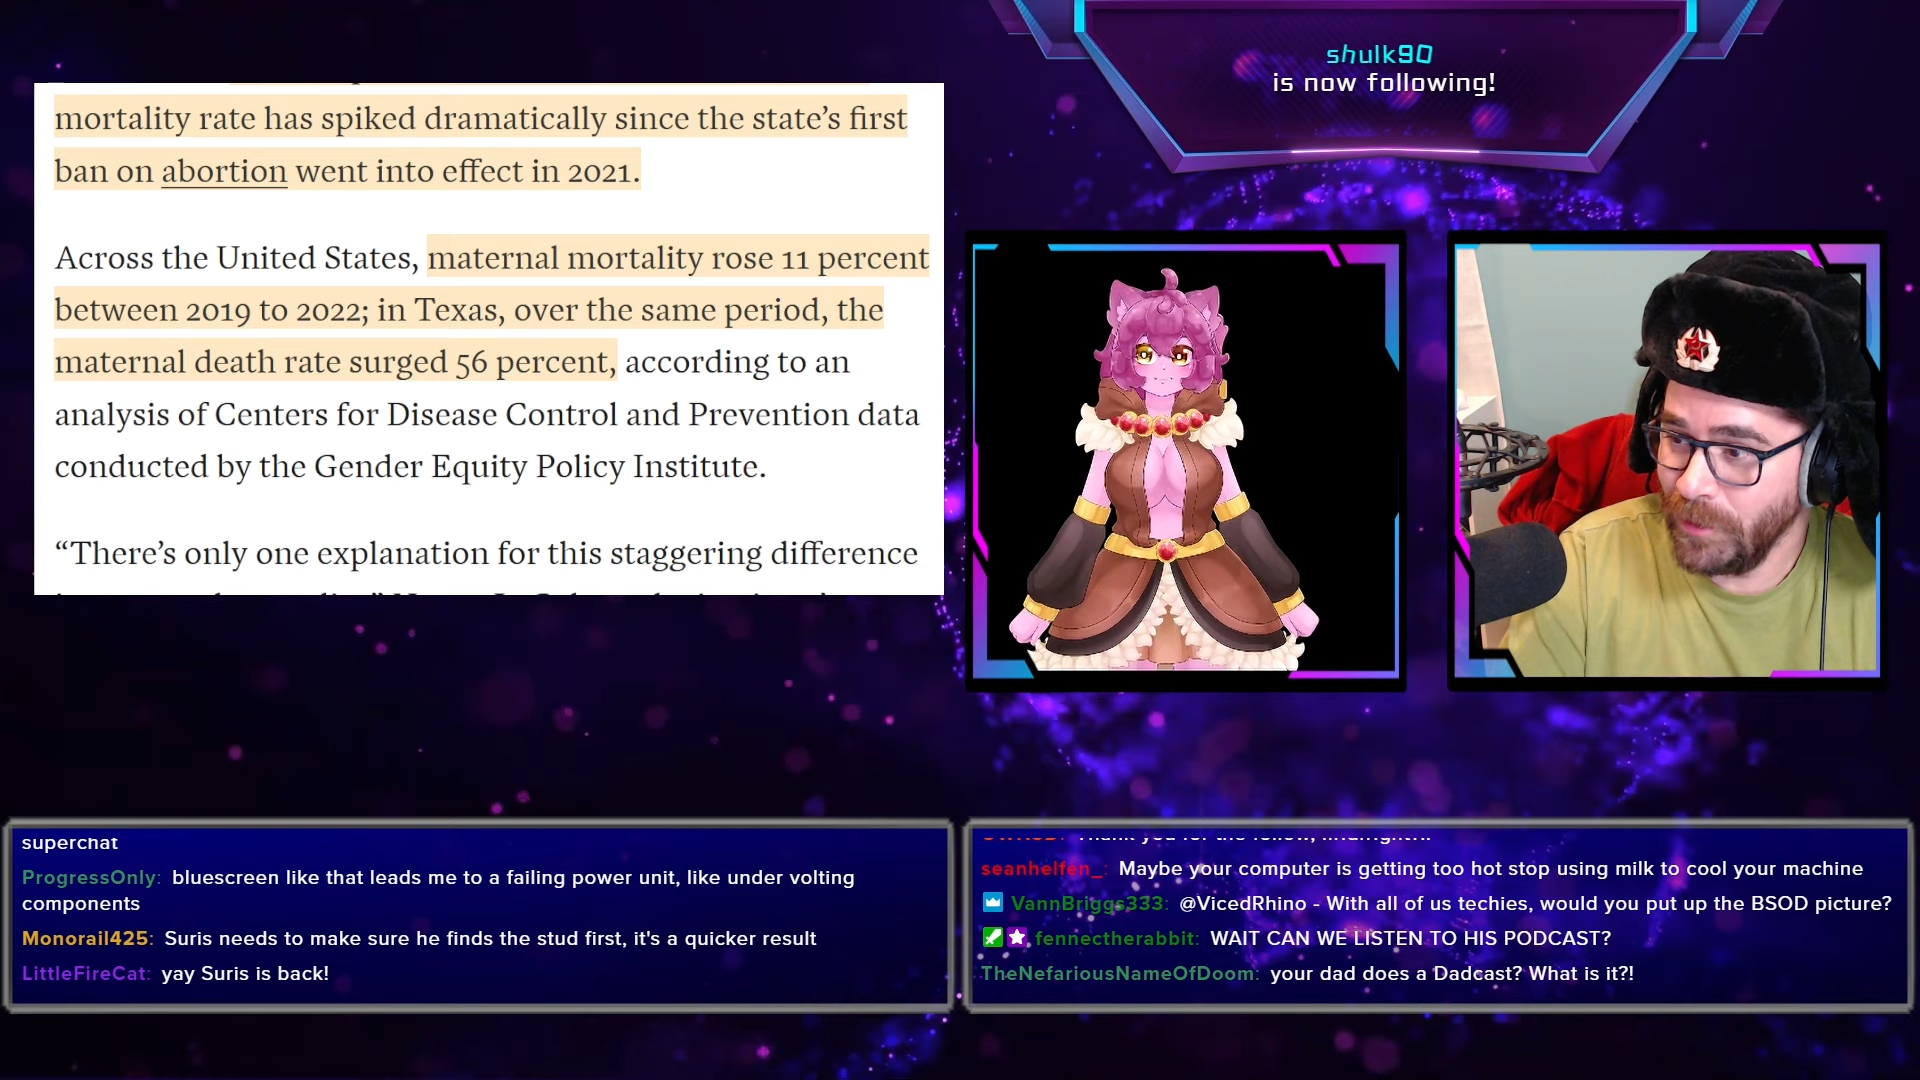 mortality rate has spiked dramatically since the state’s first
ban on abortion went into effect in 2021.
Across the United States, maternal mortality rose 11 percent
between 2019 to 2022; in Texas, over the same period, the
maternal death rate surged 56 percent, according to an
analysis of Centers for Disease Control and Prevention data
conducted by the Gender Equity Policy Institute.
“There’s only one explanation for this staggering difference
shulk90
is now following!
superchat
ProgressOnly: bluescreen like that leads me to a failing power unit, like under volting
components
Monorail425: Suris needs to make sure he finds the stud first, it's a quicker result
LittleFireCat: yay Suris is back!
seanhelfen_: Maybe your computer is getting too hot stop using milk to cool your machine
VannBriggs333: @VicedRhino - With all of us techies, would you put up the BSOD picture?
fennectherabbit: WAIT CAN WE LISTEN TO HIS PODCAST?
TheNefariousNameOfDoom: your dad does a Dadcast? What is it?!